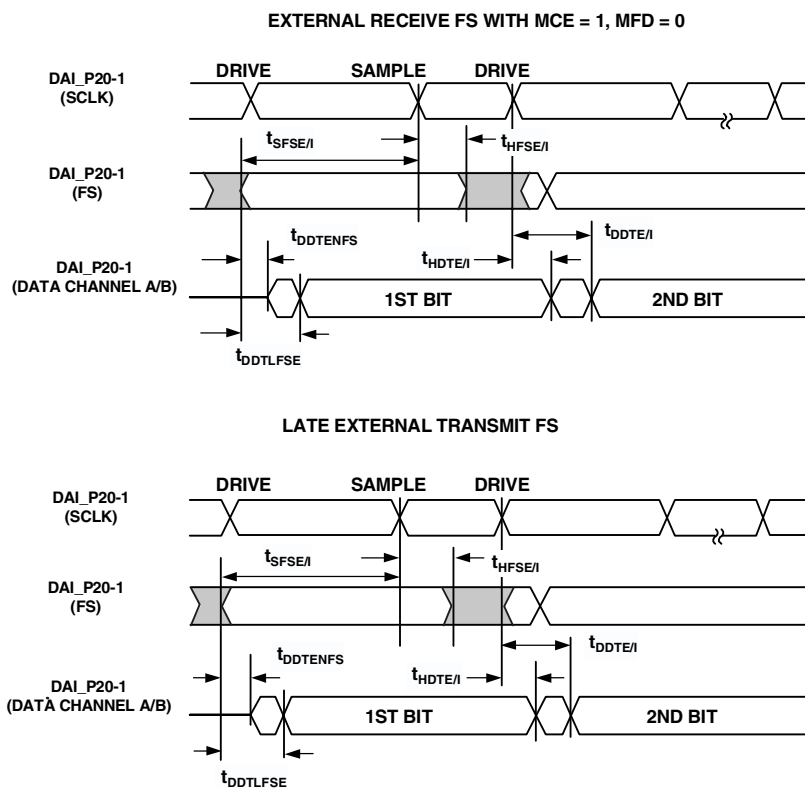 EXTERNAL RECEIVE FS WITH MCE = 1, MFD = 0
DRIVE SAMPLE DRIVE
DAI_P20-1
(SCLK)
tSFSE/I tHFSE/I
DAI_P20-1
(FS)
tDDTENFS tHDTE/I tDDTE/I
DAI_P20-1
(DATA CHANNEL A/B)
1ST BIT 2ND BIT
tDDTLFSE
LATE EXTERNAL TRANSMIT FS
DRIVE SAMPLE DRIVE
DAI_P20-1
(SCLK)
tSFSE/I tHFSE/I
DAI_P20-1
(FS)
tDDTENFS tHDTE/I tDDTE/I
DAI_P20-1
(DATA CHANNEL A/B)
1ST BIT 2ND BIT
tDDTLFSE